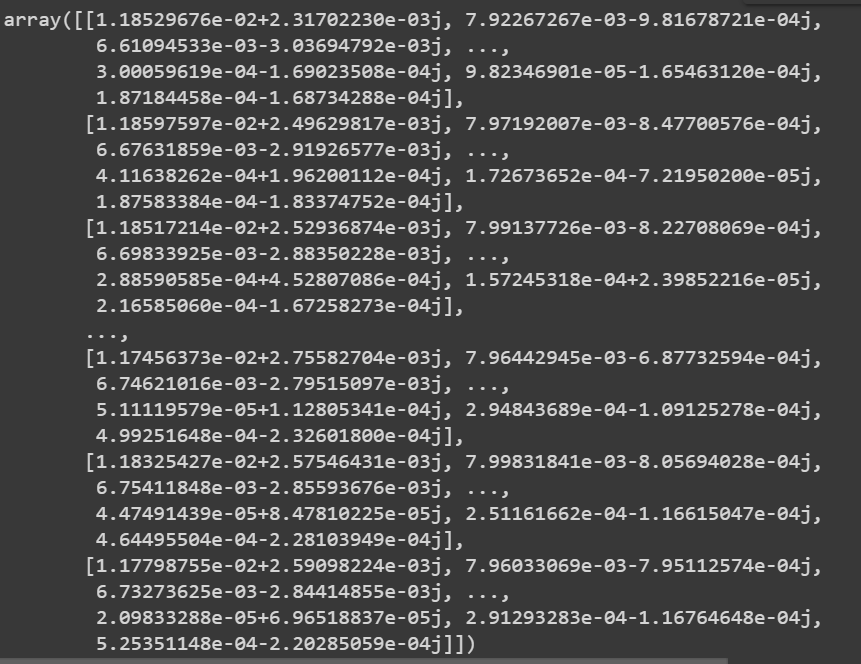 array([[1.18529676e-02+2.31702230e-03j, 7.92267267e-03-9.81678721e-04j,
6.61094533e-03-3.03694792e-03j, ...,
3.00059619e-04-1.69023508e-04j, 9.82346901e-05-1.65463120e-04j,
1.87184458e-04-1.68734288e-04j],
[1.18597597e-02+2.49629817e-03j, 7.97192007e-03-8.47700576e-04j,
6.67631859e-03-2.91926577e-03j, ...,
4.11638262e-04+1.96200112e-04j, 1.72673652e-04-7.21950200e-05j,
1.87583384e-04-1.83374752e-04j],
[1.18517214e-02+2.52936874e-03j, 7.99137726e-03-8.22708069e-04j,
6.69833925e-03-2.88350228e-03j, ...,
2.88590585e-04+4.52807086e-04j, 1.57245318e-04+2.39852216e-05j,
2.16585060e-04-1.67258273e-04j],
...,
[1.17456373e-02+2.75582704e-03j, 7.96442945e-03-6.87732594e-04j,
6.74621016e-03-2.79515097e-03j, ...,
5.11119579e-05+1.12805341e-04j, 2.94843689e-04-1.09125278e-04j,
4.99251648e-04-2.32601800e-04j],
[1.18325427e-02+2.57546431e-03j, 7.99831841e-03-8.05694028e-04j,
6.75411848e-03-2.85593676e-03j, ...,
4.47491439e-05+8.47810225e-05j, 2.51161662e-04-1.16615047e-04j,
4.64495504e-04-2.28103949e-04j],
[1.17798755e-02+2.59098224e-03j, 7.96033069e-03-7.95112574e-04j,
6.73273625e-03-2.84414855e-03j, ...,
2.09833288e-05+6.96518837e-05j, 2.91293283e-04-1.16764648e-04j,
5.25351148e-04-2.20285059e-04j]])